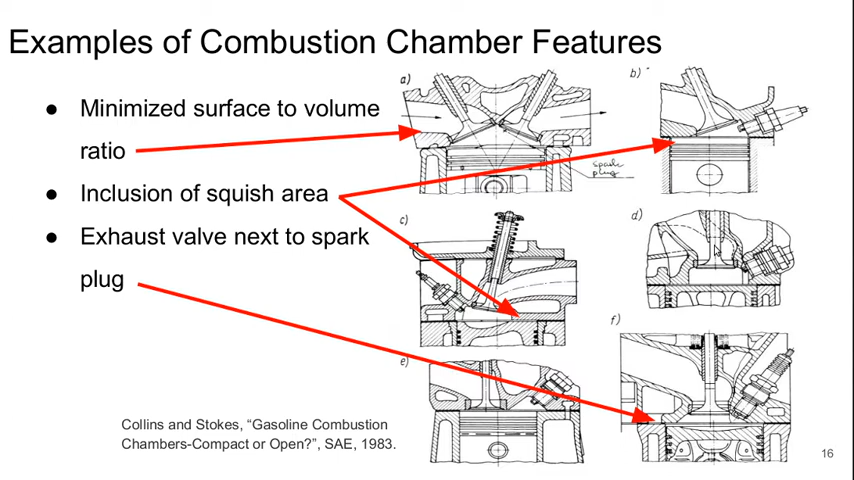 Examples of Combustion Chamber Features
● Minimized surface to volume
ratio
● Inclusion of squish area
● Exhaust valve next to spark
plug
a)
b)
spark
plug
c)
d)
e)
f)
Collins and Stokes, “Gasoline Combustion
Chambers-Compact or Open?”, SAE, 1983.
16